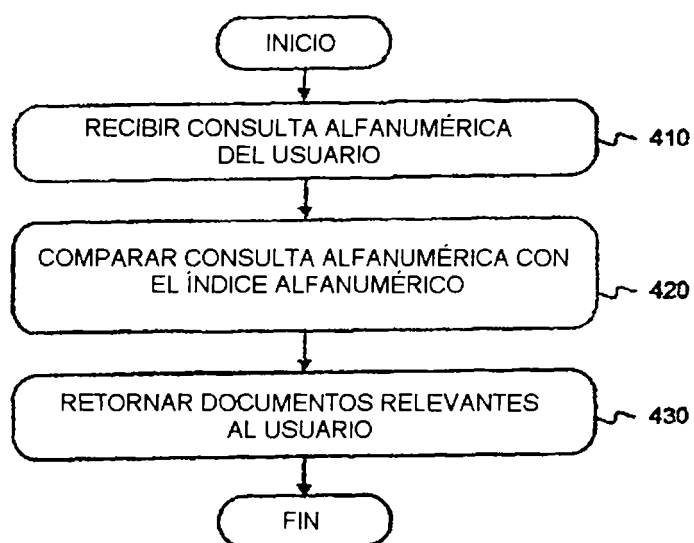 INICIO
RECIBIR CONSULTA ALFANUMÉRICA
DEL USUARIO
410
COMPARAR CONSULTA ALFANUMÉRICA CON
EL ÍNDICE ALFANUMÉRICO
420
RETORNAR DOCUMENTOS RELEVANTES
AL USUARIO
430
FIN